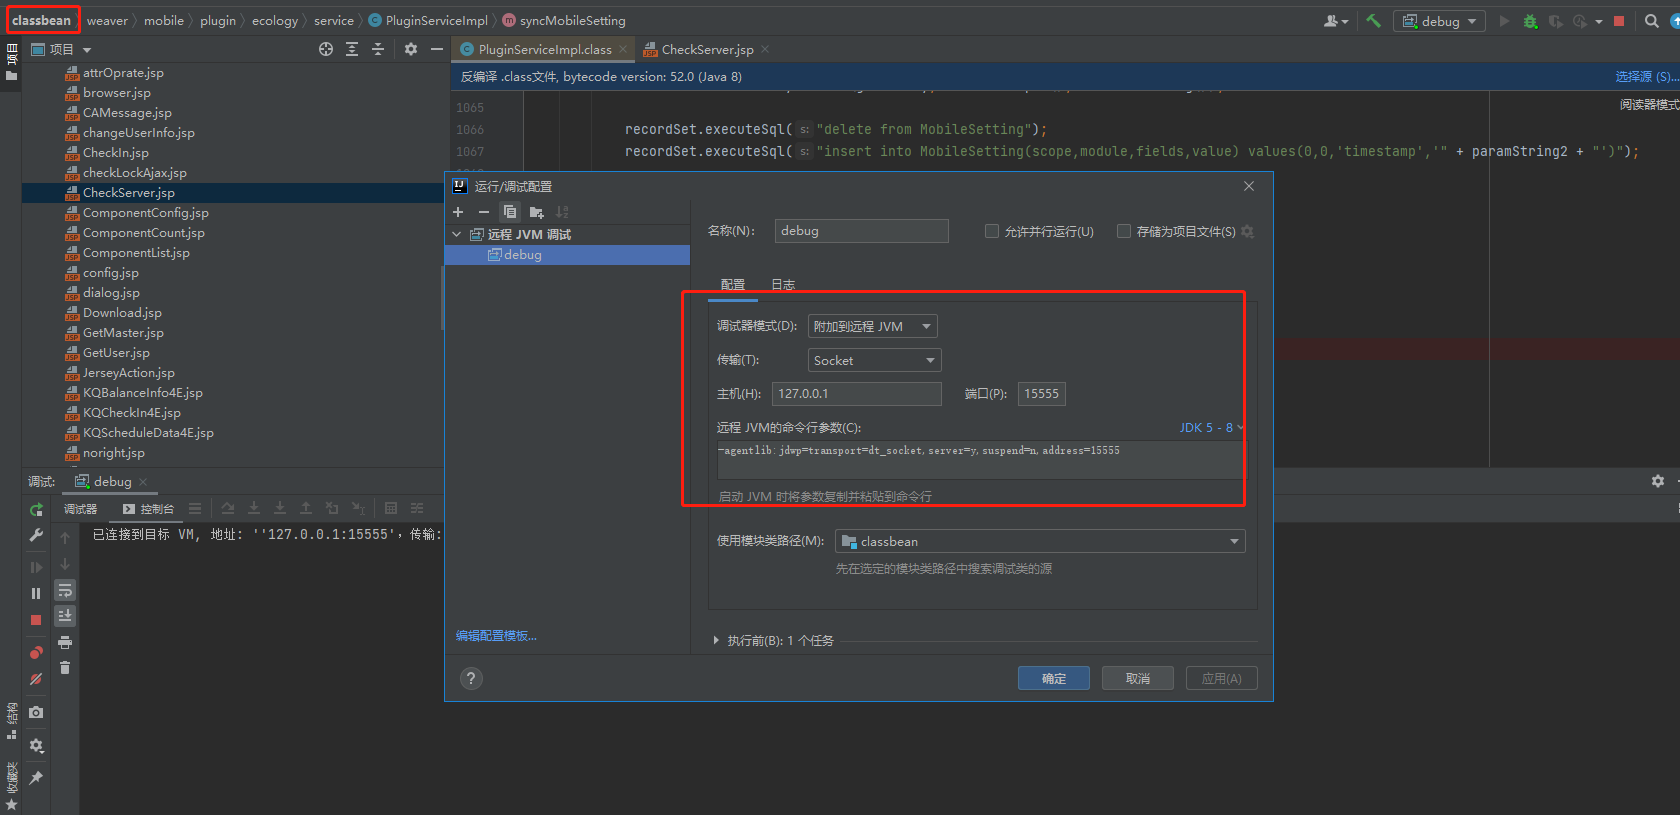 classbean weaver mobile plugin ecology service PluginServiceImpl syncMobileSetting
debug
项目
项目
PluginServiceImpl.class
CheckServer.jsp
反编译 .class文件, bytecode version: 52.0 (Java 8)
选择源 (S)...
阅读器模式
attrOprate.jsp
browser.jsp
CAMessage.jsp
changeUserInfo.jsp
CheckIn.jsp
checkLockAjax.jsp
CheckServer.jsp
ComponentConfig.jsp
ComponentCount.jsp
ComponentList.jsp
config.jsp
dialog.jsp
Download.jsp
GetMaster.jsp
GetUser.jsp
JerseyAction.jsp
KQBalanceInfo4E.jsp
KQCheckIn4E.jsp
KQScheduleData4E.jsp
noright.jsp
1065
1066 recordSet.executeSql( s: "delete from MobileSetting");
1067 recordSet.executeSql( s: "insert into MobileSetting(scope,module,fields,value) values(0,0,'timestamp','" + paramString2 + "')");
运行/调试配置
远程 JVM 调试
debug
编辑配置模板...
名称(N): debug
允许并行运行(U)
存储为项目文件(S)
配置 日志
调试器模式(D): 附加到远程 JVM
传输(T): Socket
主机(H): 127.0.0.1 端口(P): 15555
远程 JVM的命令行参数(C): JDK 5 - 8
-agentlib:jdwp=transport=dt_socket,server=y,suspend=n,address=15555
启动 JVM 时将参数复制并粘贴到命令行
使用模块类路径(M): classbean
先在选定的模块类路径中搜索调试类的源
执行前(B): 1 个任务
?
确定 取消 应用(A)
调试: debug
调试器 控制台
已连接到目标 VM, 地址: ''127.0.0.1:15555', 传输:
结构
收藏夹